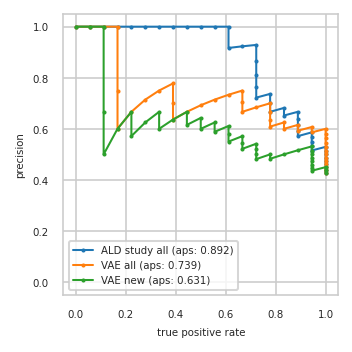 1.0
0.8
0.6
0.4
0.2
0.0
precision
ALD study all (aps: 0.892)
VAE all (aps: 0.739)
VAE new (aps: 0.631)
0.0 0.2 0.4 0.6 0.8 1.0
true positive rate